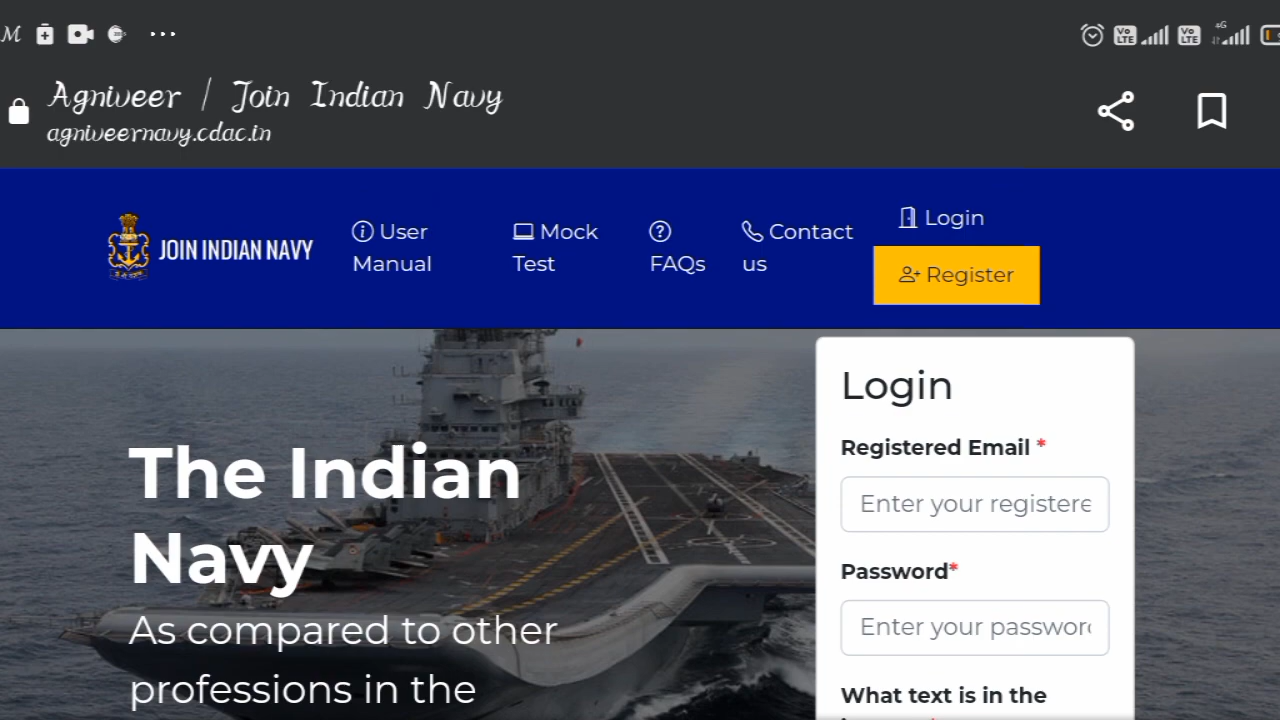 Agniveer / Join Indian Navy
agniveernavy.cdac.in
JOIN INDIAN NAVY
User
Manual
Mock
Test
FAQs
Contact
us
Login
Register
The Indian
Navy
As compared to other
professions in the
Login
Registered Email *
Enter your registere
Password*
Enter your passwor
What text is in the